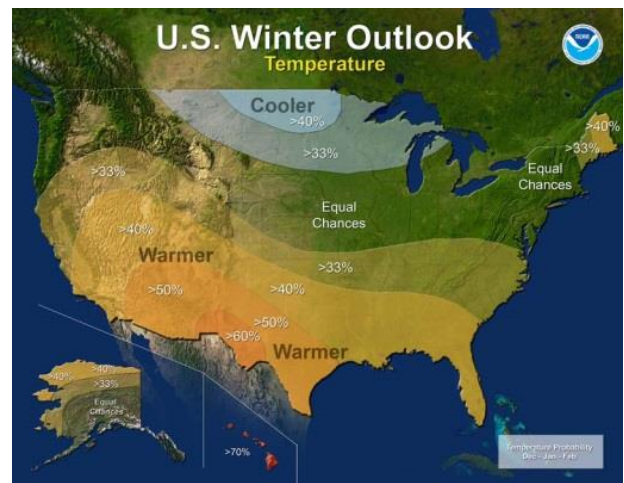 U.S. Winter Outlook
Temperature
NOAA
Cooler
>40%
>33%
>40%
>33%
Equal
Chances
>33%
Equal
Chances
>40%
Warmer
>33%
>50%
>40%
>50%
>60%
Warmer
>40%
>40%
>33%
Equal
Chances
>70%
Temperature Probability
Dec - Jan - Feb